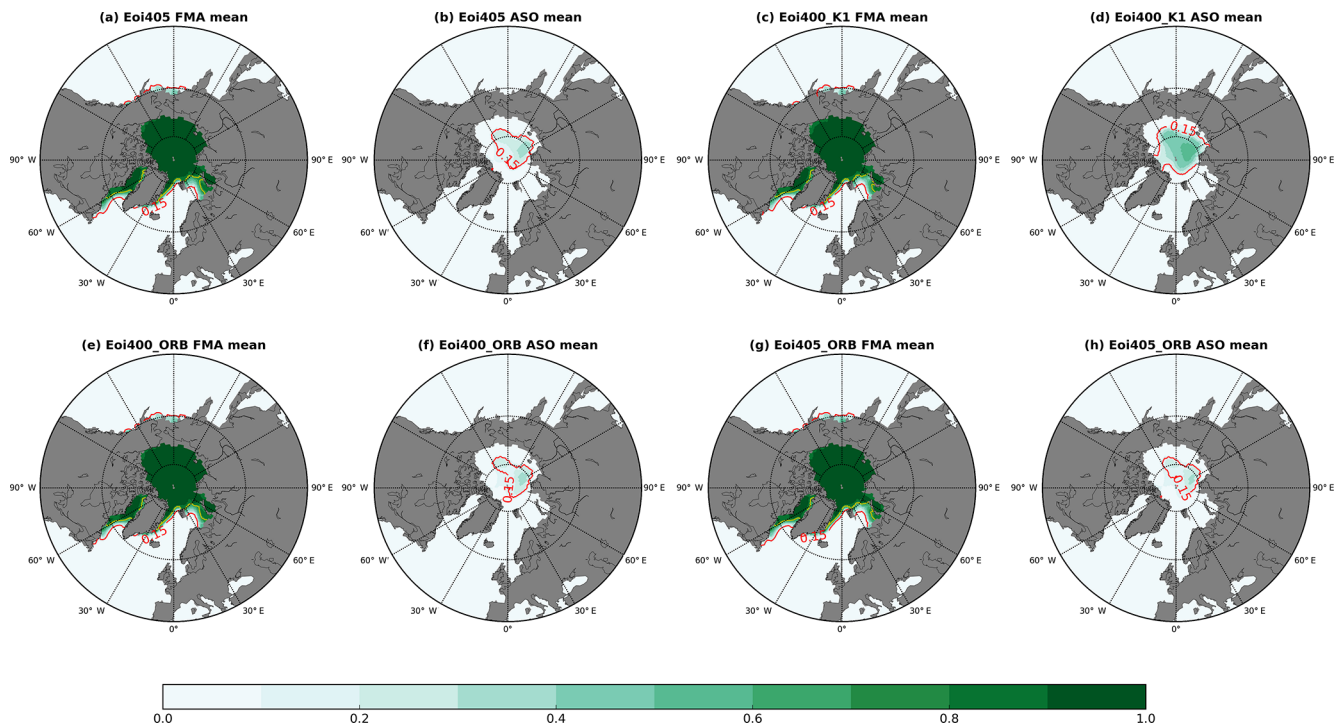 (a) Eoi405 FMA mean
(b) Eoi405 ASO mean
(c) Eoi400_K1 FMA mean
(d) Eoi400_K1 ASO mean
0.15
0.15
0.15
0.15
90° W
90° E
90° W
90° E
90° W
90° E
90° W
90° E
60° W
60° E
60° W
60° E
60° W
60° E
60° W
60° E
30° W
30° E
30° W
30° E
30° W
30° E
30° W
30° E
0°
0°
0°
0°
(e) Eoi400_ORB FMA mean
(f) Eoi400_ORB ASO mean
(g) Eoi405_ORB FMA mean
(h) Eoi405_ORB ASO mean
0.15
0.15
0.15
0.15
90° W
90° E
90° W
90° E
90° W
90° E
90° W
90° E
60° W
60° E
60° W
60° E
60° W
60° E
60° W
60° E
30° W
30° E
30° W
30° E
30° W
30° E
30° W
30° E
0°
0°
0°
0°
0.0 0.2 0.4 0.6 0.8 1.0